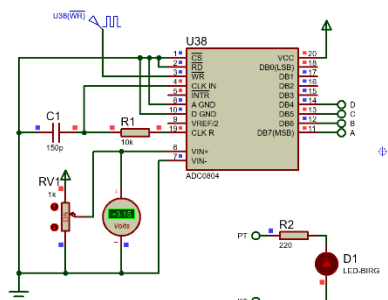 U38(WR)
U38
1 CS VCC 20
2 RD DB0(LSB) 18
3 WR DB1 17
4 CLK IN DB2 16
5 INTR DB3 15
8 A GND DB4 14 D
10 D GND DB5 13 C
9 VREF/2 DB6 12 B
19 CLK R DB7(MSB) 11 A
6 VIN+
7 VIN-
ADC0804
C1
150p
R1
10k
RV1
1k
Volts
PT
R2
220
D1
LED-BIRG